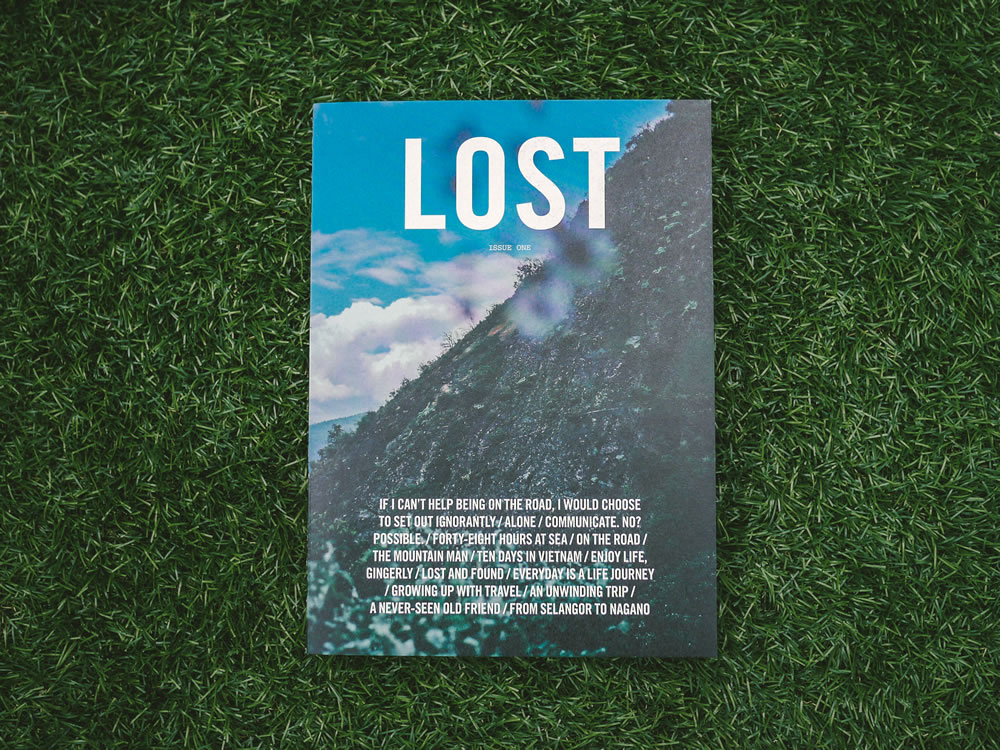 LOST
ISSUE ONE
IF I CAN'T HELP BEING ON THE ROAD, I WOULD CHOOSE
TO SET OUT IGNORANTLY / ALONE / COMMUNICATE. NO?
POSSIBLE. / FORTY-EIGHT HOURS AT SEA / ON THE ROAD /
THE MOUNTAIN MAN / TEN DAYS IN VIETNAM / ENJOY LIFE,
GINGERLY / LOST AND FOUND / EVERYDAY IS A LIFE JOURNEY
/ GROWING UP WITH TRAVEL / AN UNWINDING TRIP /
A NEVER-SEEN OLD FRIEND / FROM SELANGOR TO NAGANO